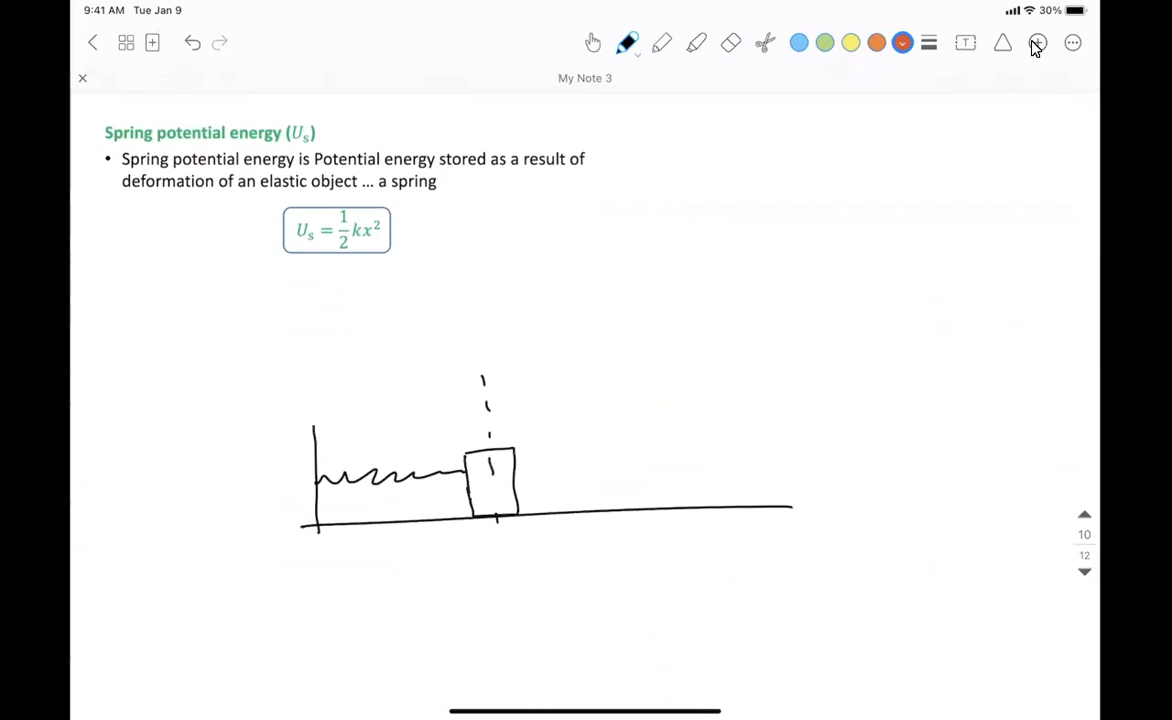 9:41 AM Tue Jan 9
30%
T
My Note 3
Spring potential energy (Uₛ)
• Spring potential energy is Potential energy stored as a result of
deformation of an elastic object ... a spring
Uₛ = 1/2 kx²
10
12